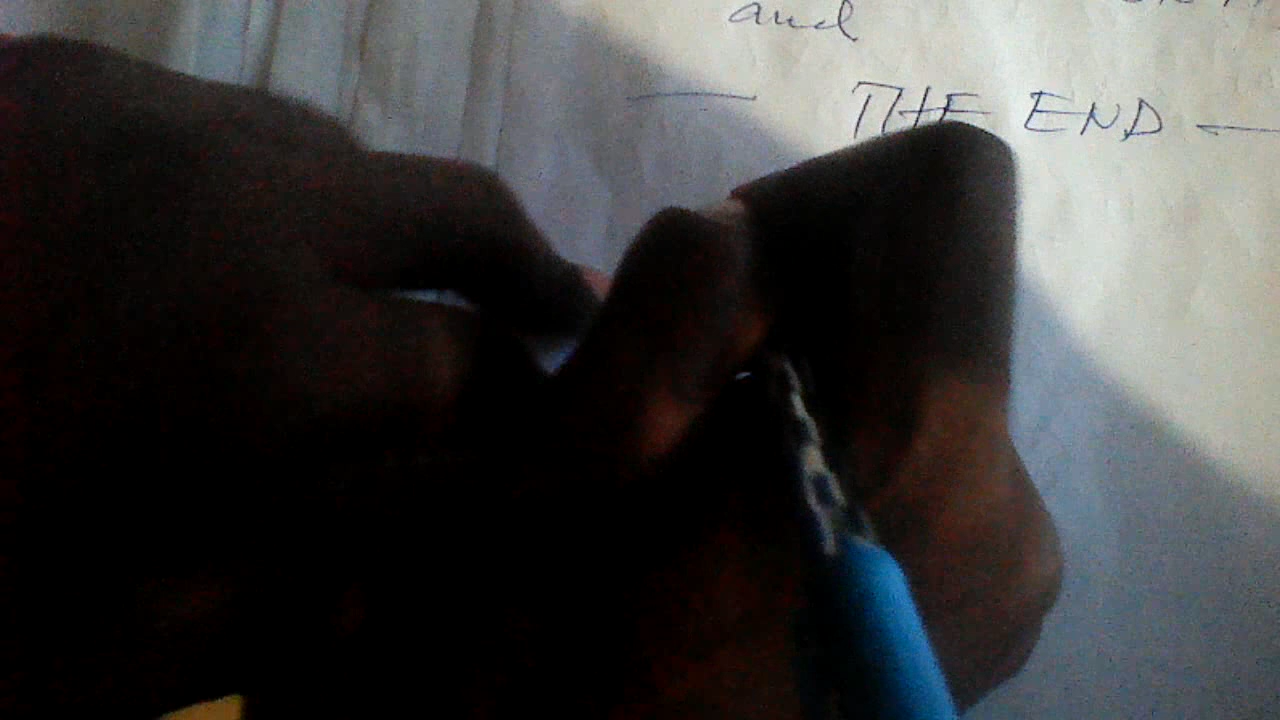 and
— THE END —